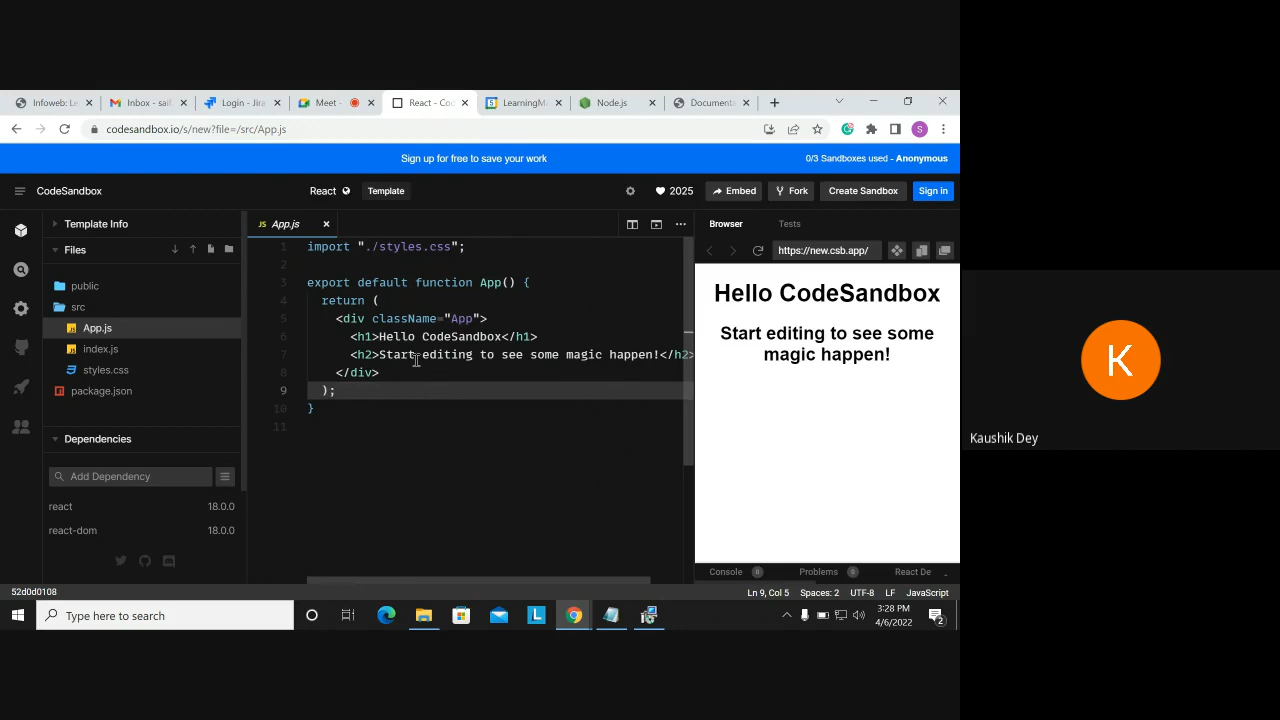 Infoweb: Le
Inbox - saif
Login - Jira
Meet -
React - Co
LearningM
Node.js
Documenta
codesandbox.io/s/new?file=/src/App.js
S
Sign up for free to save your work
0/3 Sandboxes used - Anonymous
CodeSandbox
React
Template
2025
Embed
Fork
Create Sandbox
Sign in
Template Info
JS App.js
Browser
Tests
Files
https://new.csb.app/
public
src
JS App.js
JS index.js
styles.css
package.json
Dependencies
Add Dependency
react 18.0.0
react-dom 18.0.0
1 import "./styles.css";
2
3 export default function App() {
4 return (
5 <div className="App">
6 <h1>Hello CodeSandbox</h1>
7 <h2>Start editing to see some magic happen!</h2>
8 </div>
9 );
10 }
11
Hello CodeSandbox
Start editing to see some
magic happen!
Console 0
Problems 0
React De
52d0d0108
Ln 9, Col 5
Spaces: 2
UTF-8
LF
JavaScript
Type here to search
L
3:28 PM
4/6/2022
2
K
Kaushik Dey